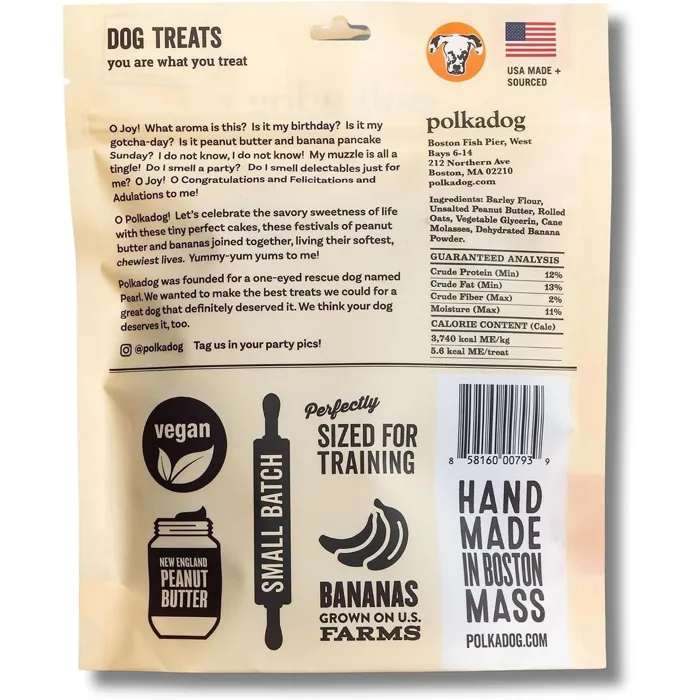 DOG TREATS
you are what you treat
USA MADE +
SOURCED
O Joy! What aroma is this? Is it my birthday? Is it my
gotcha-day? Is it peanut butter and banana pancake
Sunday? I do not know, I do know! My muzzle is all a
tingle! Do I smell a party? Do I smell delectables just for
me? O Joy! O Congratulations and Felicitations and
Adulations to me!
O Polkadog! Let's celebrate the savory sweetness of life
with these tiny perfect cakes, these festivals of peanut
butter and bananas joined together, living their softest,
chewiest lives. Yummy-yum yums to me!
Polkadog was founded for a one-eyed rescue dog named
Pearl. We wanted to make the best treats we could for a
great dog that definitely deserved it. We think your dog
deserves it, too.
@polkadog Tag us in your party pics!
polkadog
Boston Fish Pier, West
Bays 6-14
212 Northern Ave
Boston, MA 02210
polkadog.com
Ingredients: Barley Flour,
Unsalted Peanut Butter, Rolled
Oats, Vegetable Glycerin, Cane
Molasses, Dehydrated Banana
Powder.
GUARANTEED ANALYSIS
Crude Protein (Min) 12%
Crude Fat (Min) 13%
Crude Fiber (Max) 2%
Moisture (Max) 11%
CALORIE CONTENT (Calc)
3,740 kcal ME/kg
5.6 kcal ME/treat
vegan
NEW ENGLAND
PEANUT
BUTTER
SMALL BATCH
Perfectly
SIZED FOR
TRAINING
BANANAS
GROWN ON U.S.
FARMS
8 58160 00793 9
HAND
MADE
IN BOSTON
MASS
POLKADOG.COM